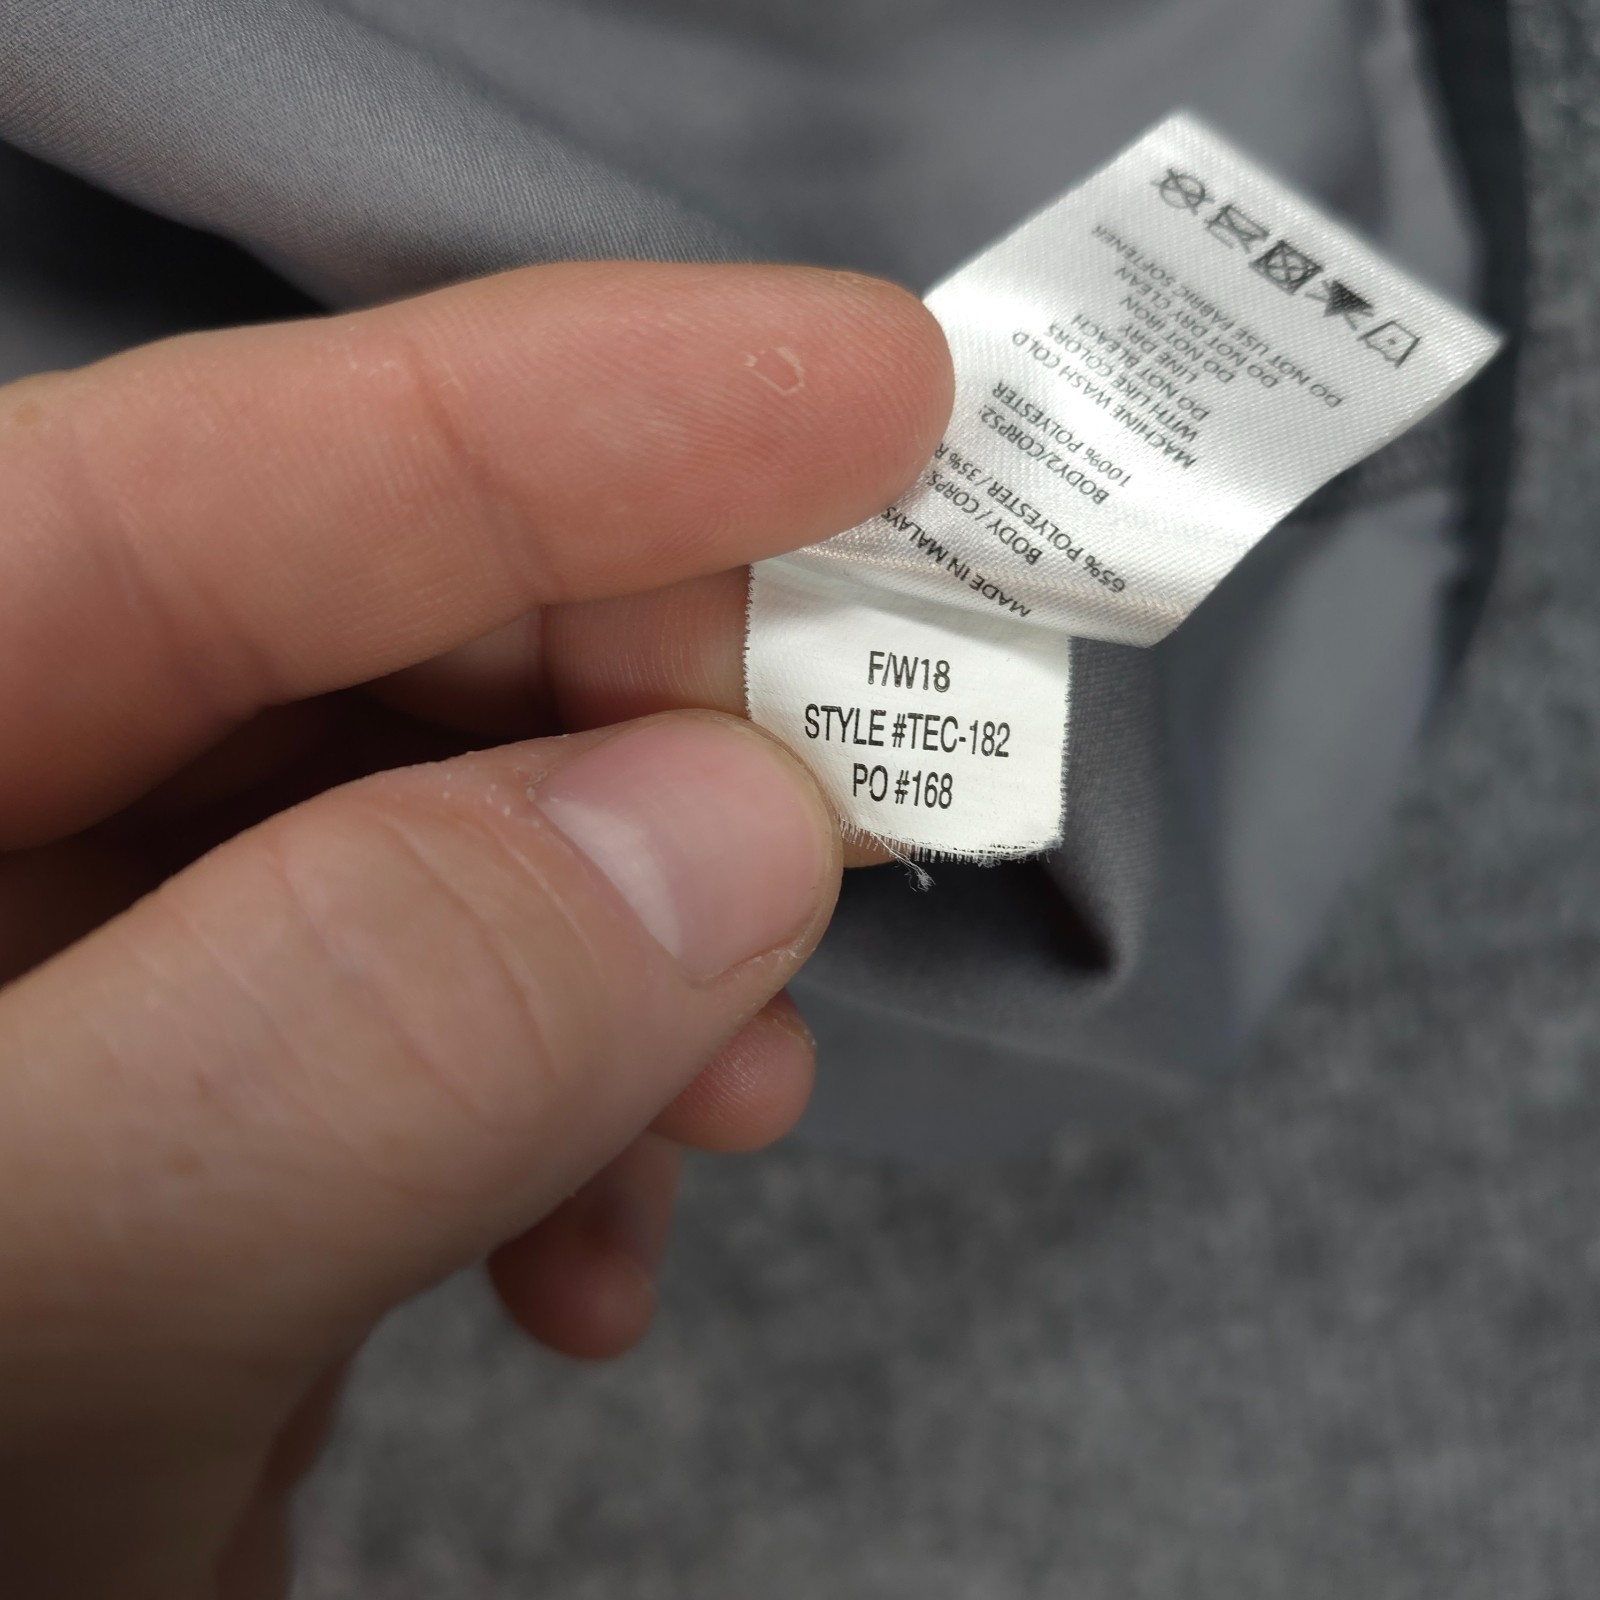 MADE IN MALAYS
BODY / CORPS:
65% POLYESTER / 35% R
BODY2/CORPS2:
100% POLYESTER
MACHINE WASH COLD
WITH LIKE COLORS
DO NOT BLEACH
LINE DRY
DO NOT IRON
DO NOT DRY CLEAN
DO NOT USE FABRIC SOFTENER
F/W18
STYLE #TEC-182
PO #168